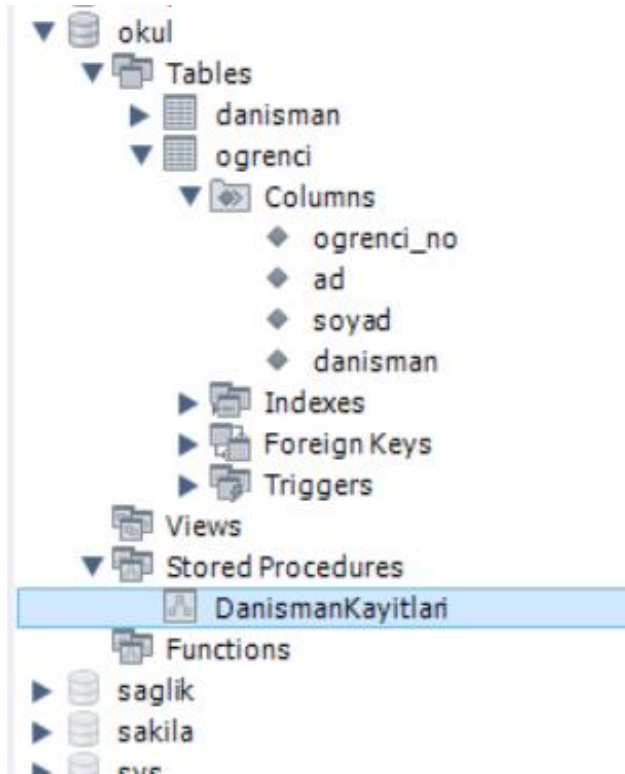 okul
Tables
danisman
ogrenci
Columns
ogrenci_no
ad
soyad
danisman
Indexes
Foreign Keys
Triggers
Views
Stored Procedures
DanismanKayitlari
Functions
saglik
sakila
sys